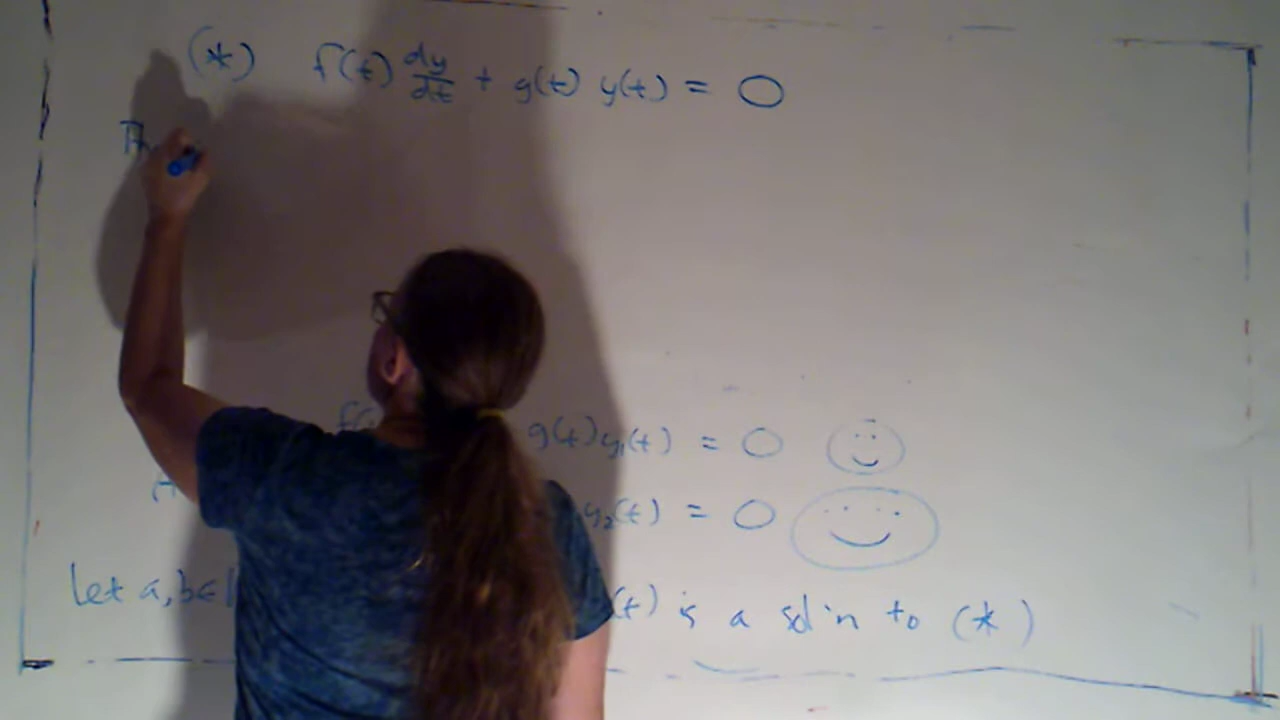 (*) f(t) dy/dt + g(t) y(t) = 0
Th
g(t)y₁(t) = 0
y₂(t) = 0
Let a, b ∈ (t) is a sol'n to (*)